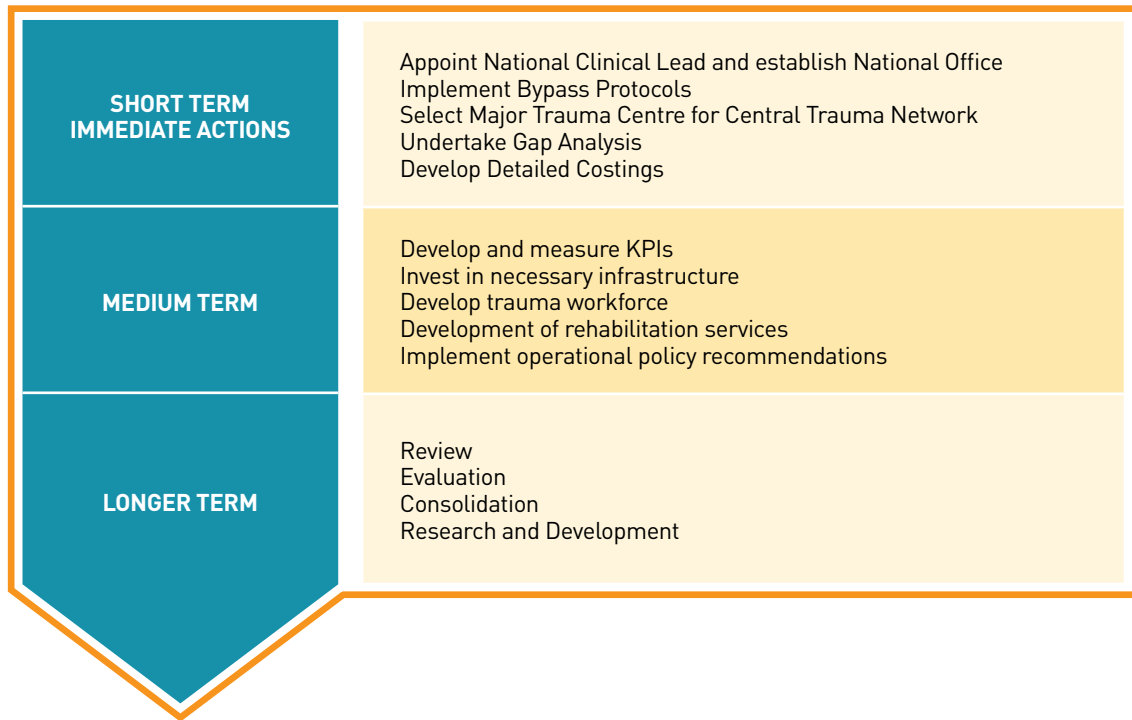 SHORT TERM
IMMEDIATE ACTIONS
Appoint National Clinical Lead and establish National Office
Implement Bypass Protocols
Select Major Trauma Centre for Central Trauma Network
Undertake Gap Analysis
Develop Detailed Costings
MEDIUM TERM
Develop and measure KPIs
Invest in necessary infrastructure
Develop trauma workforce
Development of rehabilitation services
Implement operational policy recommendations
LONGER TERM
Review
Evaluation
Consolidation
Research and Development